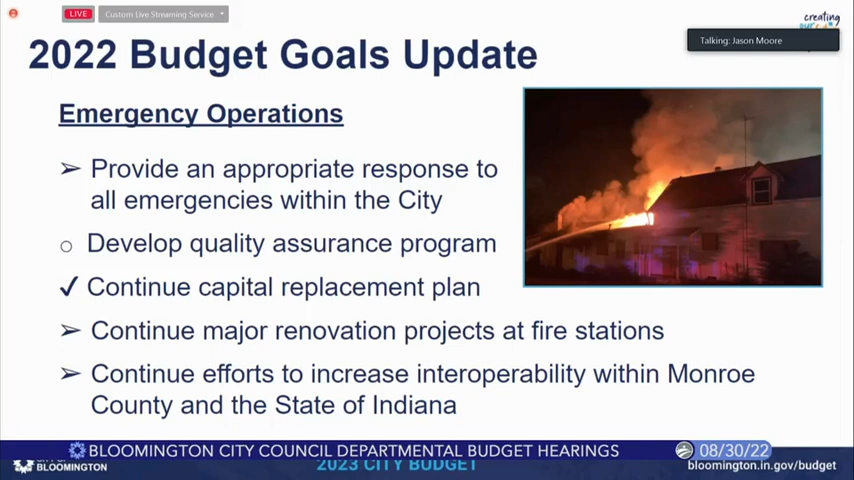 LIVE
Custom Live Streaming Service
creating
Talking: Jason Moore
2022 Budget Goals Update
Emergency Operations
➢ Provide an appropriate response to
all emergencies within the City
○ Develop quality assurance program
✓ Continue capital replacement plan
➢ Continue major renovation projects at fire stations
➢ Continue efforts to increase interoperability within Monroe
County and the State of Indiana
BLOOMINGTON CITY COUNCIL DEPARTMENTAL BUDGET HEARINGS
08/30/22
BLOOMINGTON
2023 CITY BUDGET
bloomington.in.gov/budget